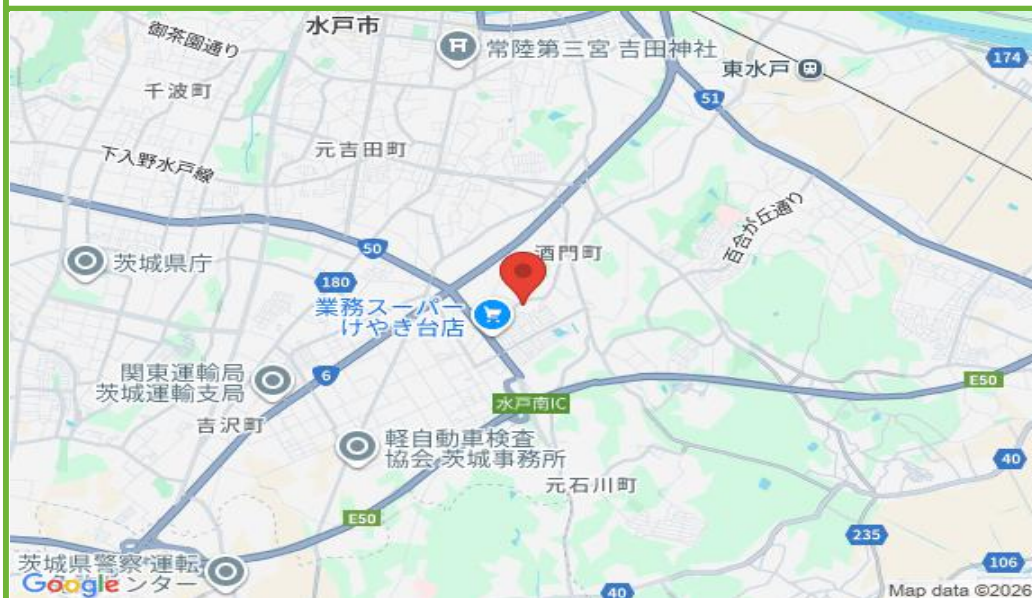 水戸市
御茶園通り
常陸第三宮 吉田神社
174
東水戸
千波町
51
元吉田町
下入野水戸線
百合が丘通り
酒門町
50
茨城県庁
180
業務スーパー
けやき台店
関東運輸局
茨城運輸支局
6
E50
水戸南IC
吉沢町
軽自動車検査
協会 茨城事務所
40
元石川町
E50
235
茨城県警察 運転
センター
106
Google
40
Map data ©2026